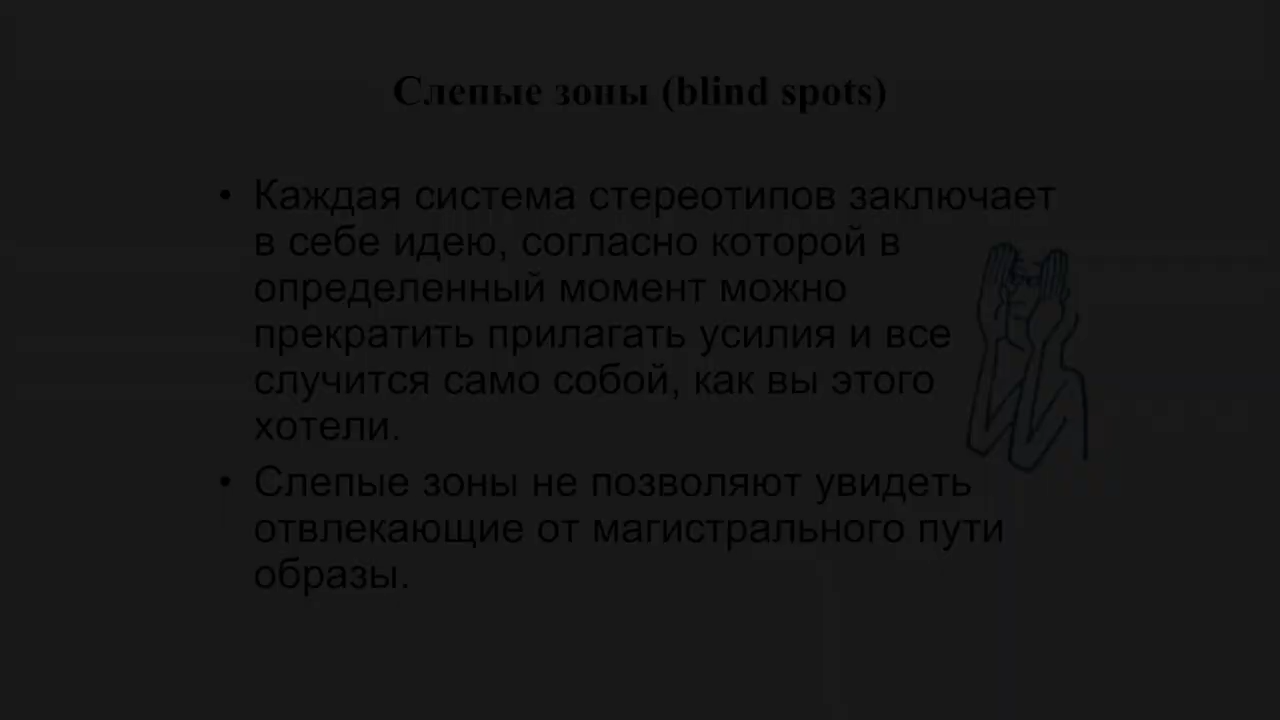 Слепые зоны (blind spots)
• Каждая система стереотипов заключает
в себе идею, согласно которой в
определенный момент можно
прекратить прилагать усилия и все
случится само собой, как вы этого
хотели.
• Слепые зоны не позволяют увидеть
отвлекающие от магистрального пути
образы.